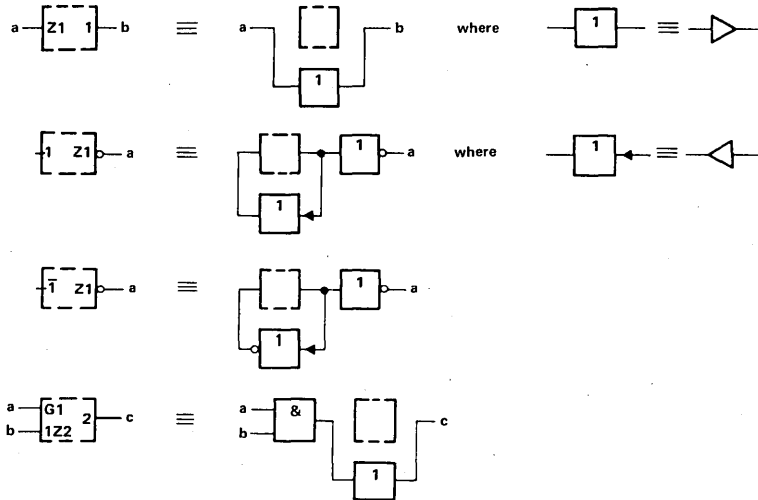 a Z1 1 b ≡ a 1 b where 1 ≡
1 Z1 a ≡ 1 a where 1 ≡
1
1̅ Z1 a ≡ 1 a
1
a G1 2 c ≡ a & c
b 1Z2 b 1